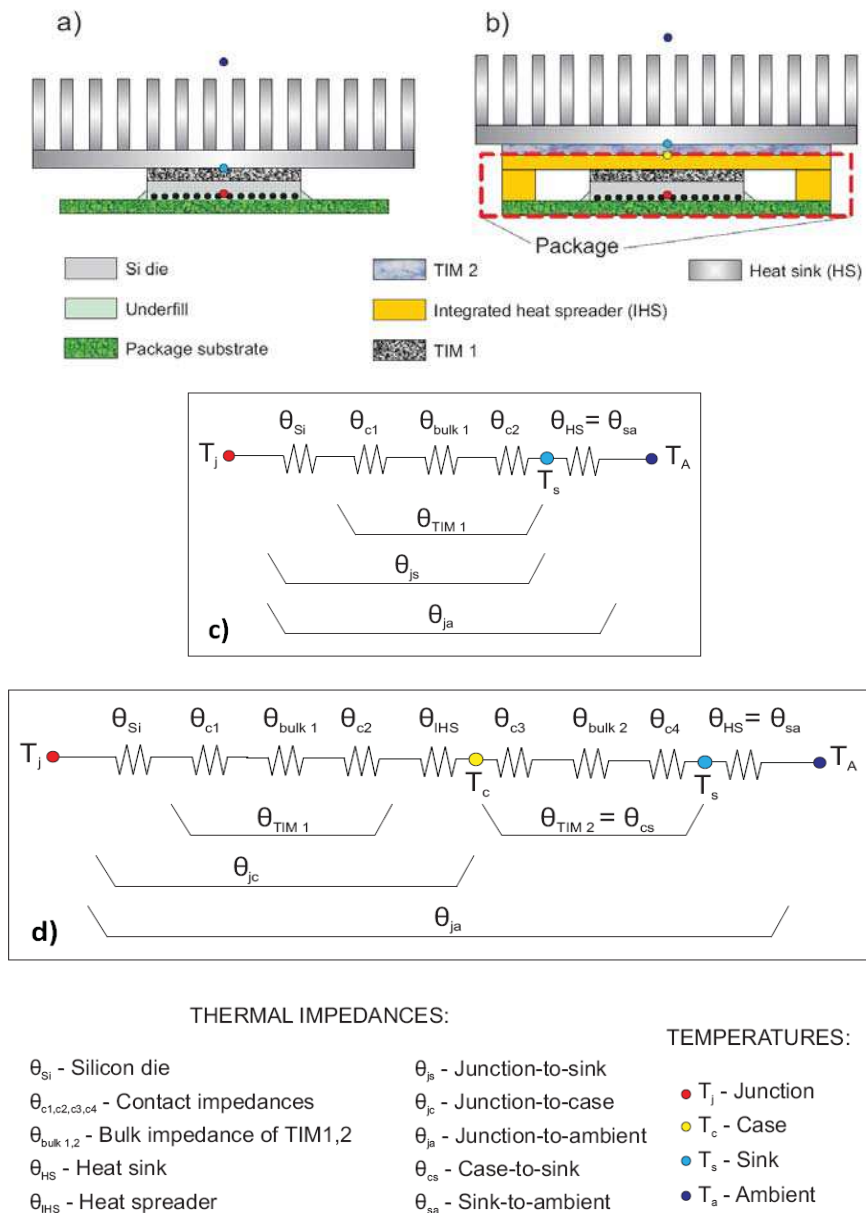 a) b)
Package
Si die TIM 2 Heat sink (HS)
Underfill Integrated heat spreader (IHS)
Package substrate TIM 1
θSi θc1 θbulk 1 θc2 θHS= θsa
Tj Ts TA
θTIM 1
θjs
c) θja
θSi θc1 θbulk 1 θc2 θIHS θc3 θbulk 2 θc4 θHS= θsa
Tj Tc Ts TA
θTIM 1 θTIM 2 = θcs
θjc
d) θja
THERMAL IMPEDANCES:
θSi - Silicon die
θc1,c2,c3,c4 - Contact impedances
θbulk 1,2 - Bulk impedance of TIM1,2
θHS - Heat sink
θIHS - Heat spreader
θjs - Junction-to-sink
θjc - Junction-to-case
θja - Junction-to-ambient
θcs - Case-to-sink
θsa - Sink-to-ambient
TEMPERATURES:
Tj - Junction
Tc - Case
Ts - Sink
Ta - Ambient